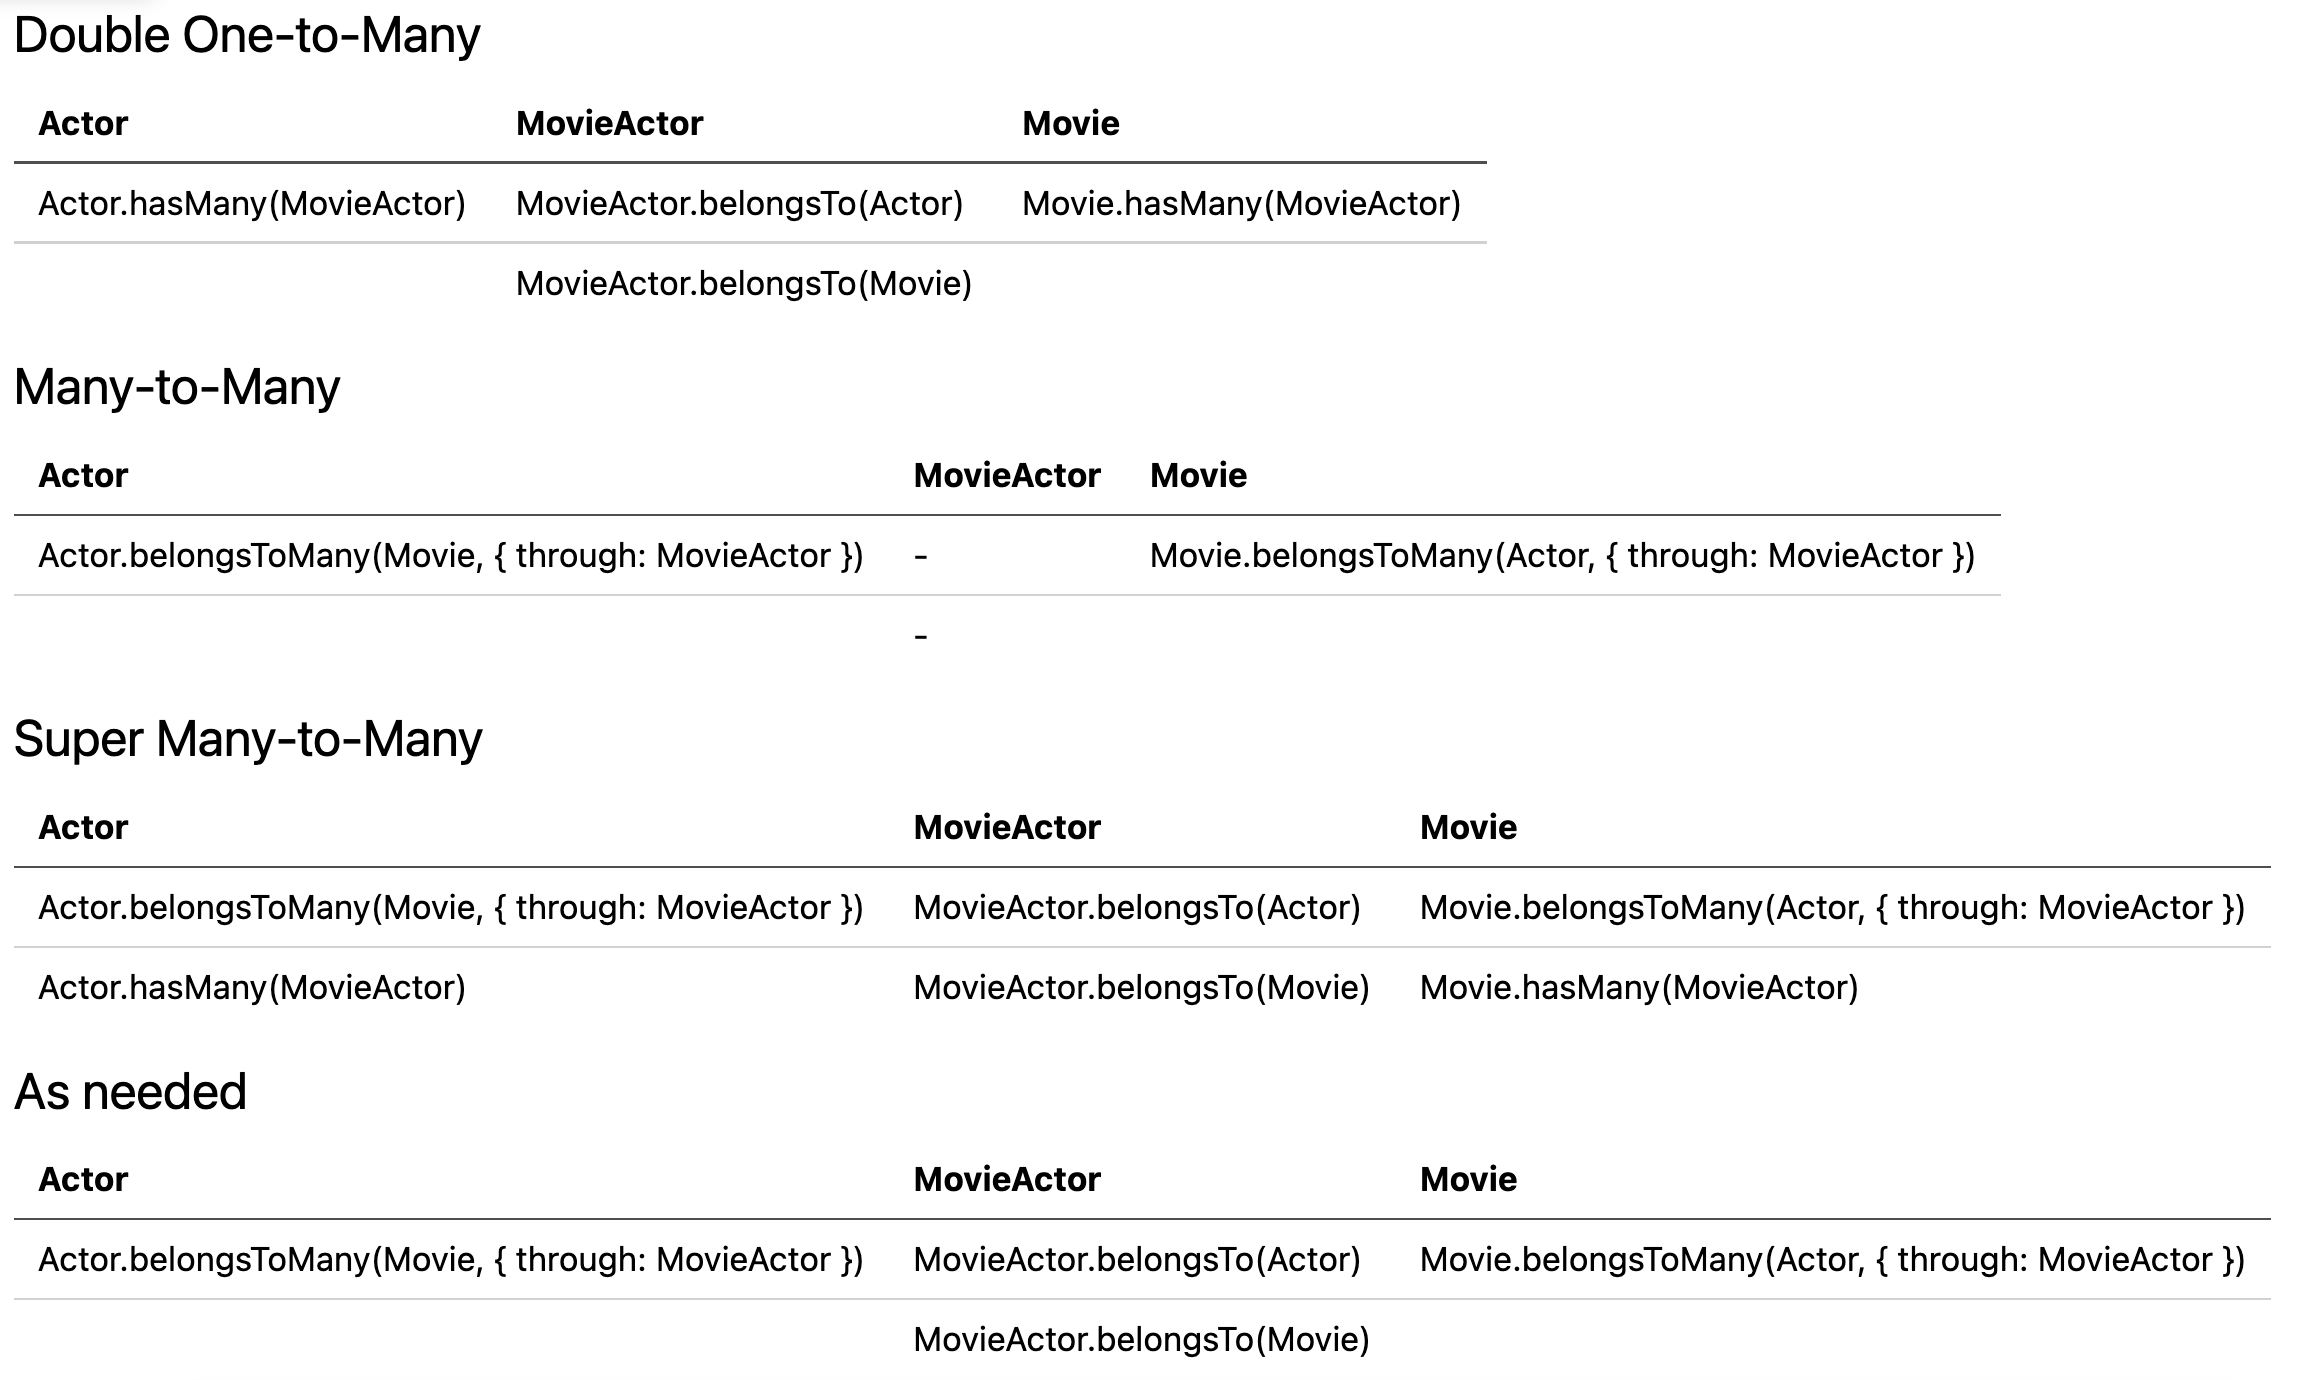 Double One-to-Many
Actor MovieActor Movie
Actor.hasMany(MovieActor) MovieActor.belongsTo(Actor) Movie.hasMany(MovieActor)
MovieActor.belongsTo(Movie)
Many-to-Many
Actor MovieActor Movie
Actor.belongsToMany(Movie, { through: MovieActor }) - Movie.belongsToMany(Actor, { through: MovieActor })
-
Super Many-to-Many
Actor MovieActor Movie
Actor.belongsToMany(Movie, { through: MovieActor }) MovieActor.belongsTo(Actor) Movie.belongsToMany(Actor, { through: MovieActor })
Actor.hasMany(MovieActor) MovieActor.belongsTo(Movie) Movie.hasMany(MovieActor)
As needed
Actor MovieActor Movie
Actor.belongsToMany(Movie, { through: MovieActor }) MovieActor.belongsTo(Actor) Movie.belongsToMany(Actor, { through: MovieActor })
MovieActor.belongsTo(Movie)